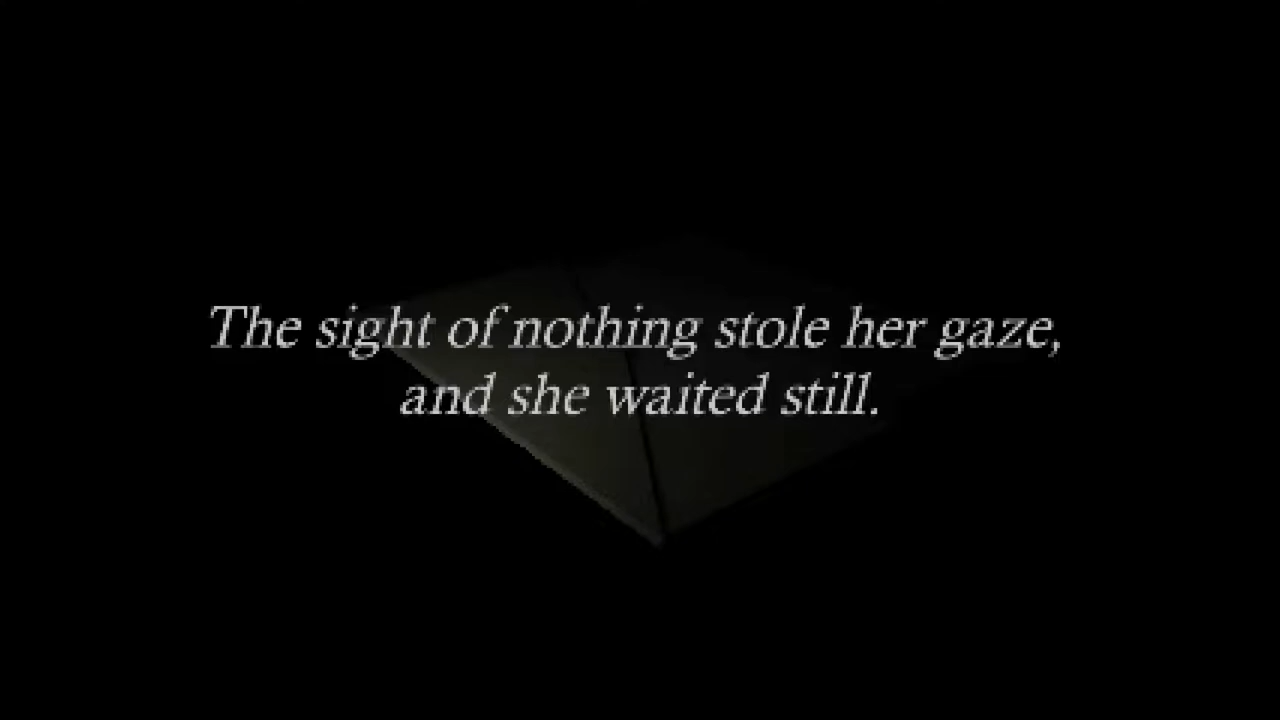 The sight of nothing stole her gaze,
and she waited still.